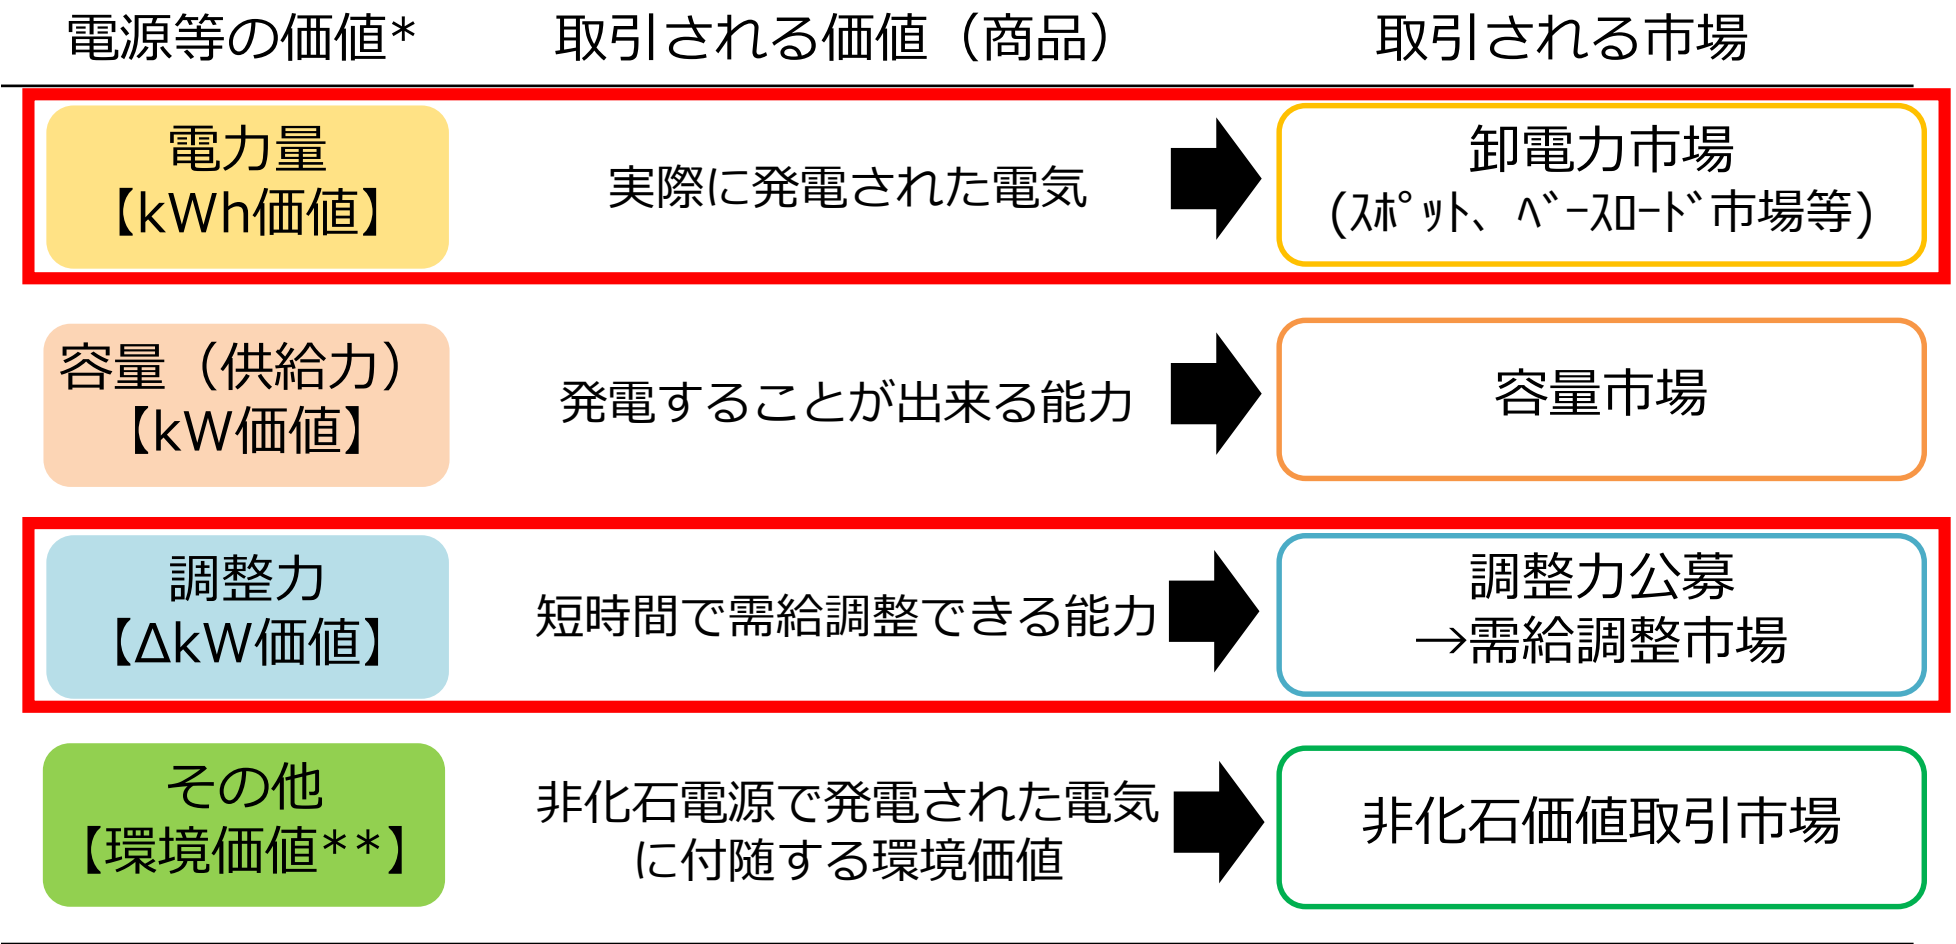 電源等の価値*
取引される価値（商品）
取引される市場
電力量
【kWh価値】
実際に発電された電気
卸電力市場
(ｽﾎﾟｯﾄ、ﾍﾞｰｽﾛｰﾄﾞ市場等)
容量（供給力）
【kW価値】
発電することが出来る能力
容量市場
調整力
【ΔkW価値】
短時間で需給調整できる能力
調整力公募
→需給調整市場
その他
【環境価値**】
非化石電源で発電された電気
に付随する環境価値
非化石価値取引市場